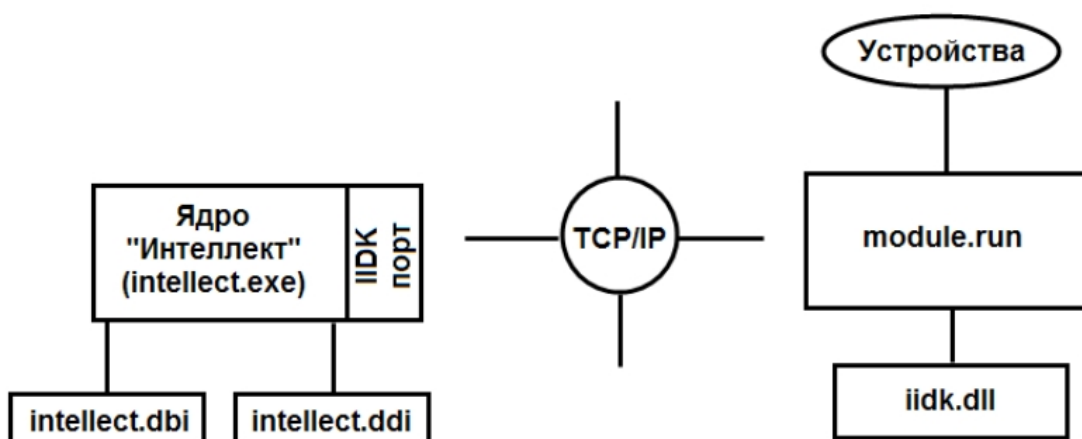 Устройства
Ядро
"Интеллект"
(intellect.exe)
IIDK
порт
TCP/IP
module.run
intellect.dbi
intellect.ddi
iidk.dll